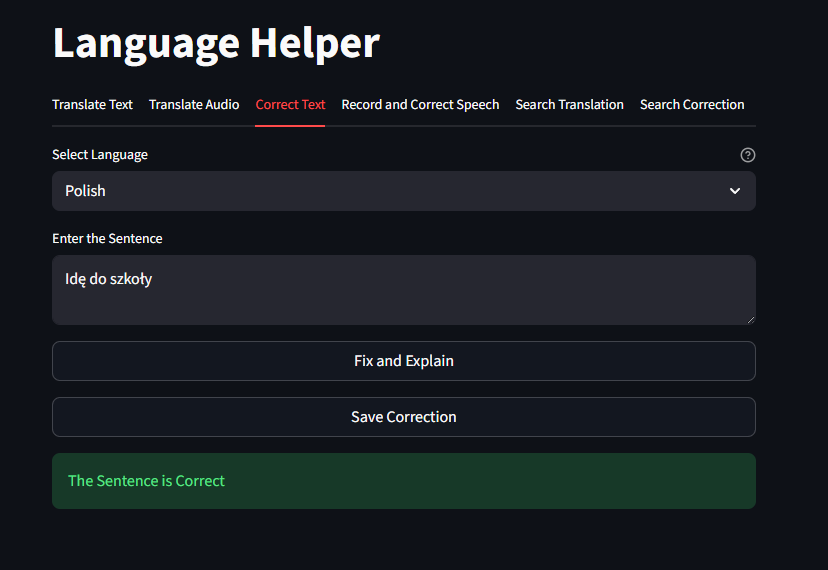 Language Helper
Translate Text Translate Audio Correct Text Record and Correct Speech Search Translation Search Correction
Select Language
Polish
Enter the Sentence
Idę do szkoły
Fix and Explain
Save Correction
The Sentence is Correct